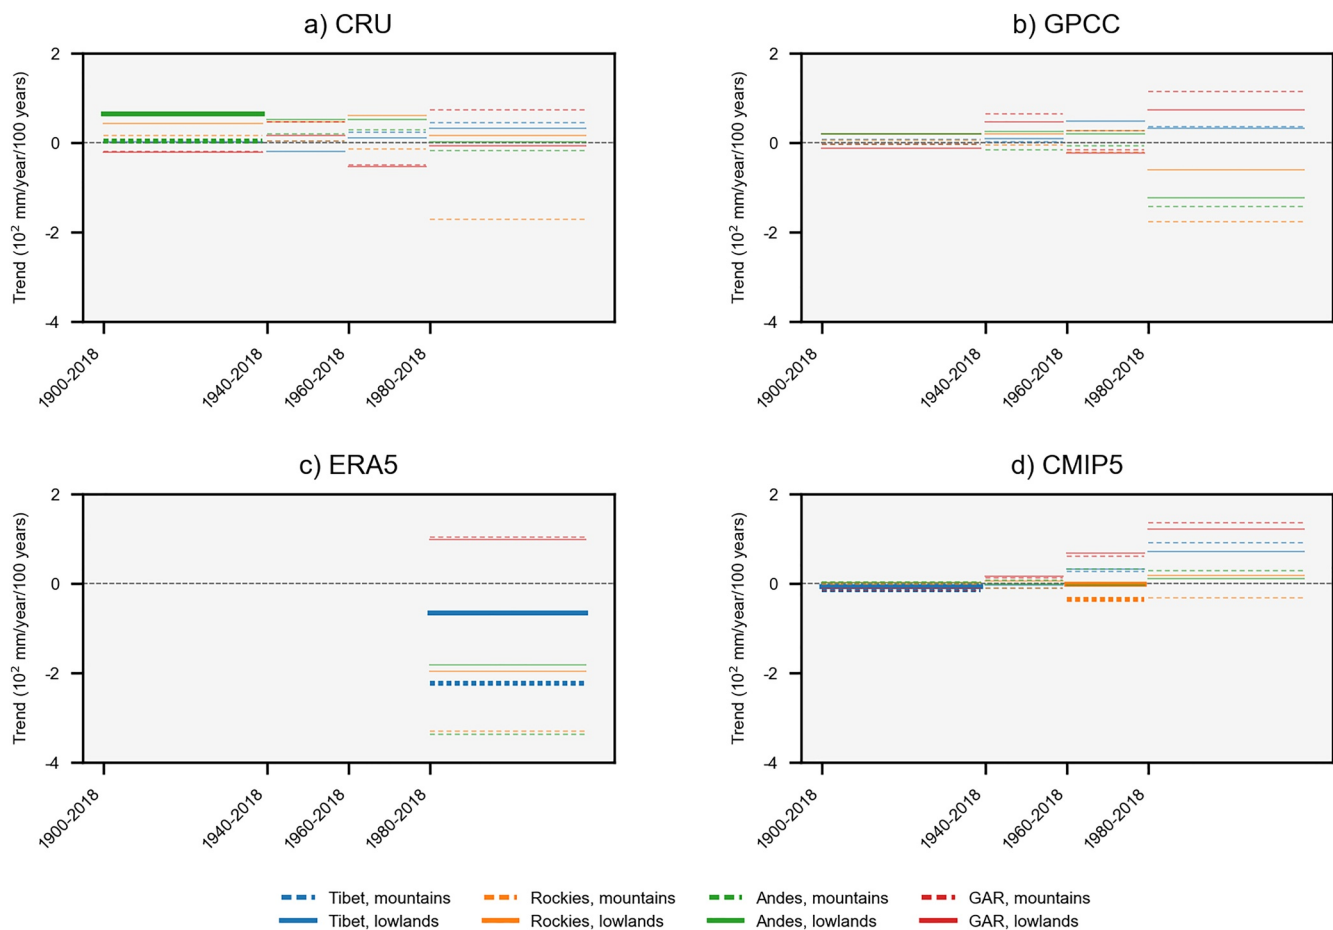 a) CRU
b) GPCC
Trend (10² mm/year/100 years)
2
0
-2
-4
1900-2018
1940-2018
1960-2018
1980-2018
Trend (10² mm/year/100 years)
2
0
-2
-4
1900-2018
1940-2018
1960-2018
1980-2018
c) ERA5
d) CMIP5
Trend (10² mm/year/100 years)
2
0
-2
-4
1900-2018
1940-2018
1960-2018
1980-2018
Trend (10² mm/year/100 years)
2
0
-2
-4
1900-2018
1940-2018
1960-2018
1980-2018
Tibet, mountains
Rockies, mountains
Andes, mountains
GAR, mountains
Tibet, lowlands
Rockies, lowlands
Andes, lowlands
GAR, lowlands